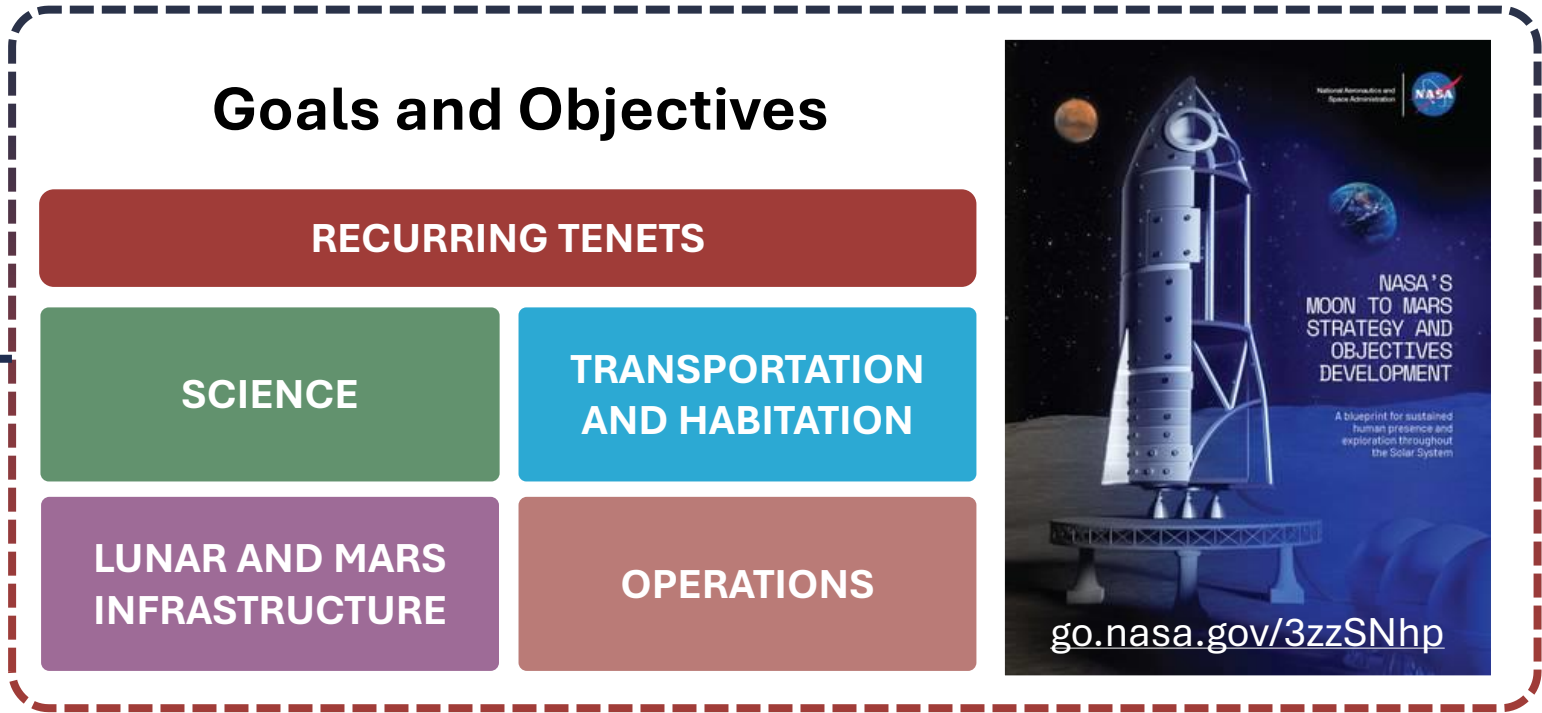 Goals and Objectives
RECURRING TENETS
SCIENCE
TRANSPORTATION
AND HABITATION
LUNAR AND MARS
INFRASTRUCTURE
OPERATIONS
National Aeronautics and
Space Administration
NASA
NASA'S
MOON TO MARS
STRATEGY AND
OBJECTIVES
DEVELOPMENT
A blueprint for sustained
human presence and
exploration throughout
the Solar System
go.nasa.gov/3zzSNhp